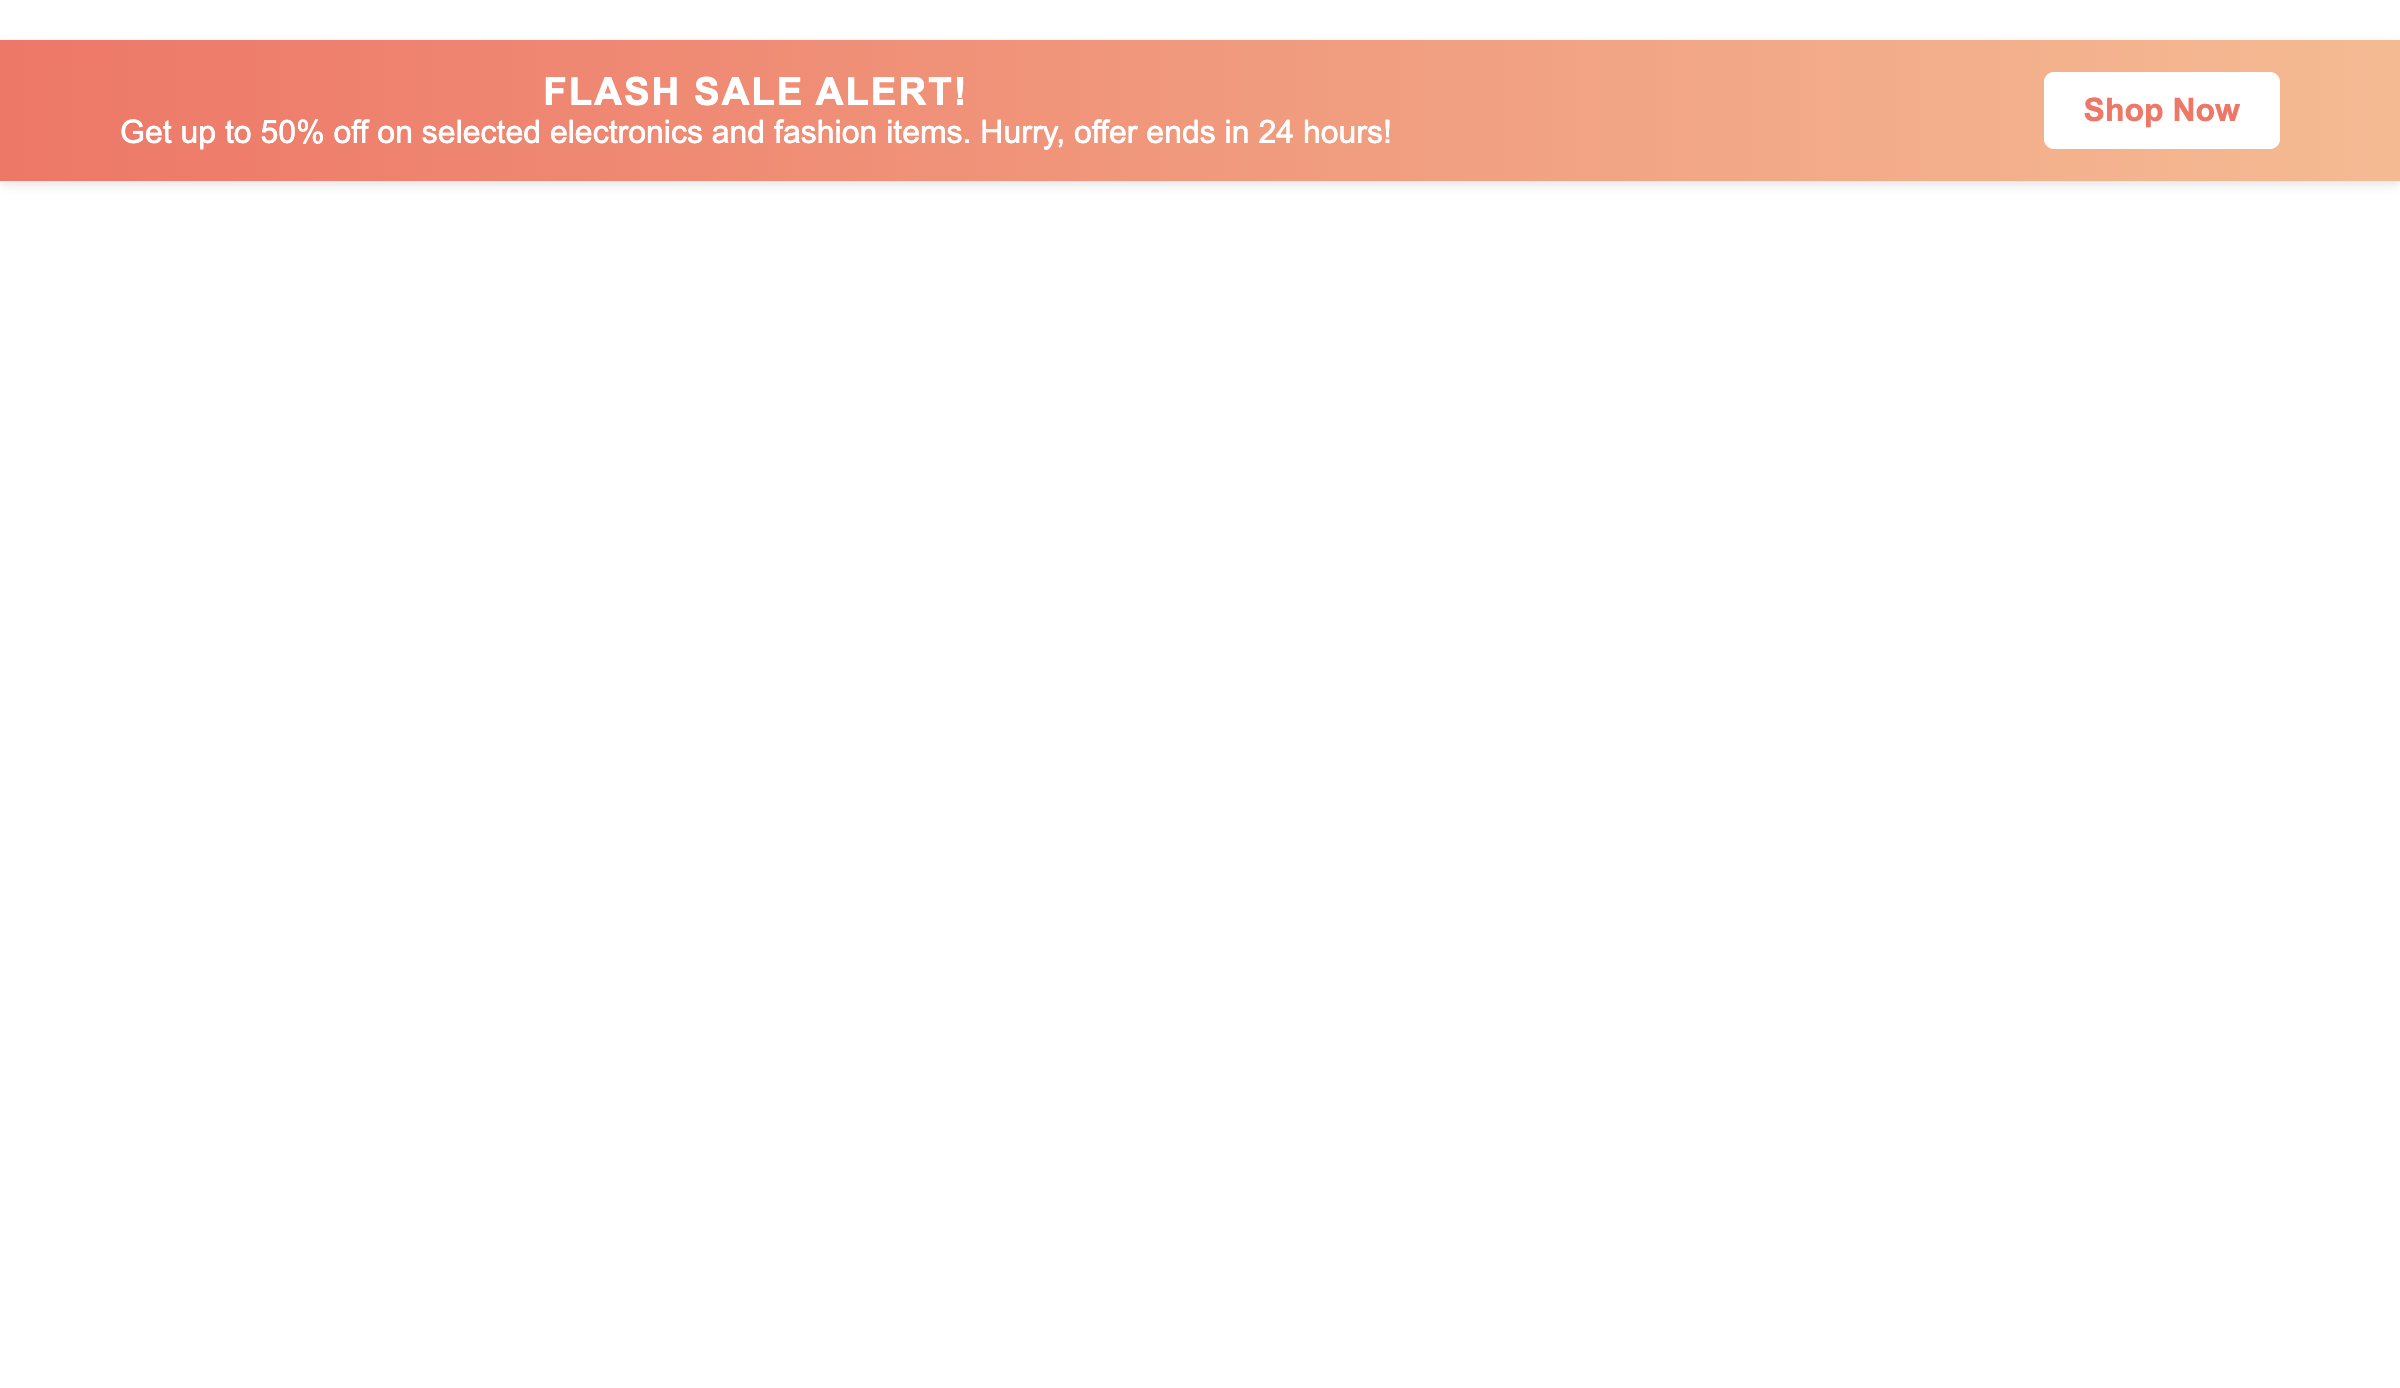 FLASH SALE ALERT!
Get up to 50% off on selected electronics and fashion items. Hurry, offer ends in 24 hours!
Shop Now